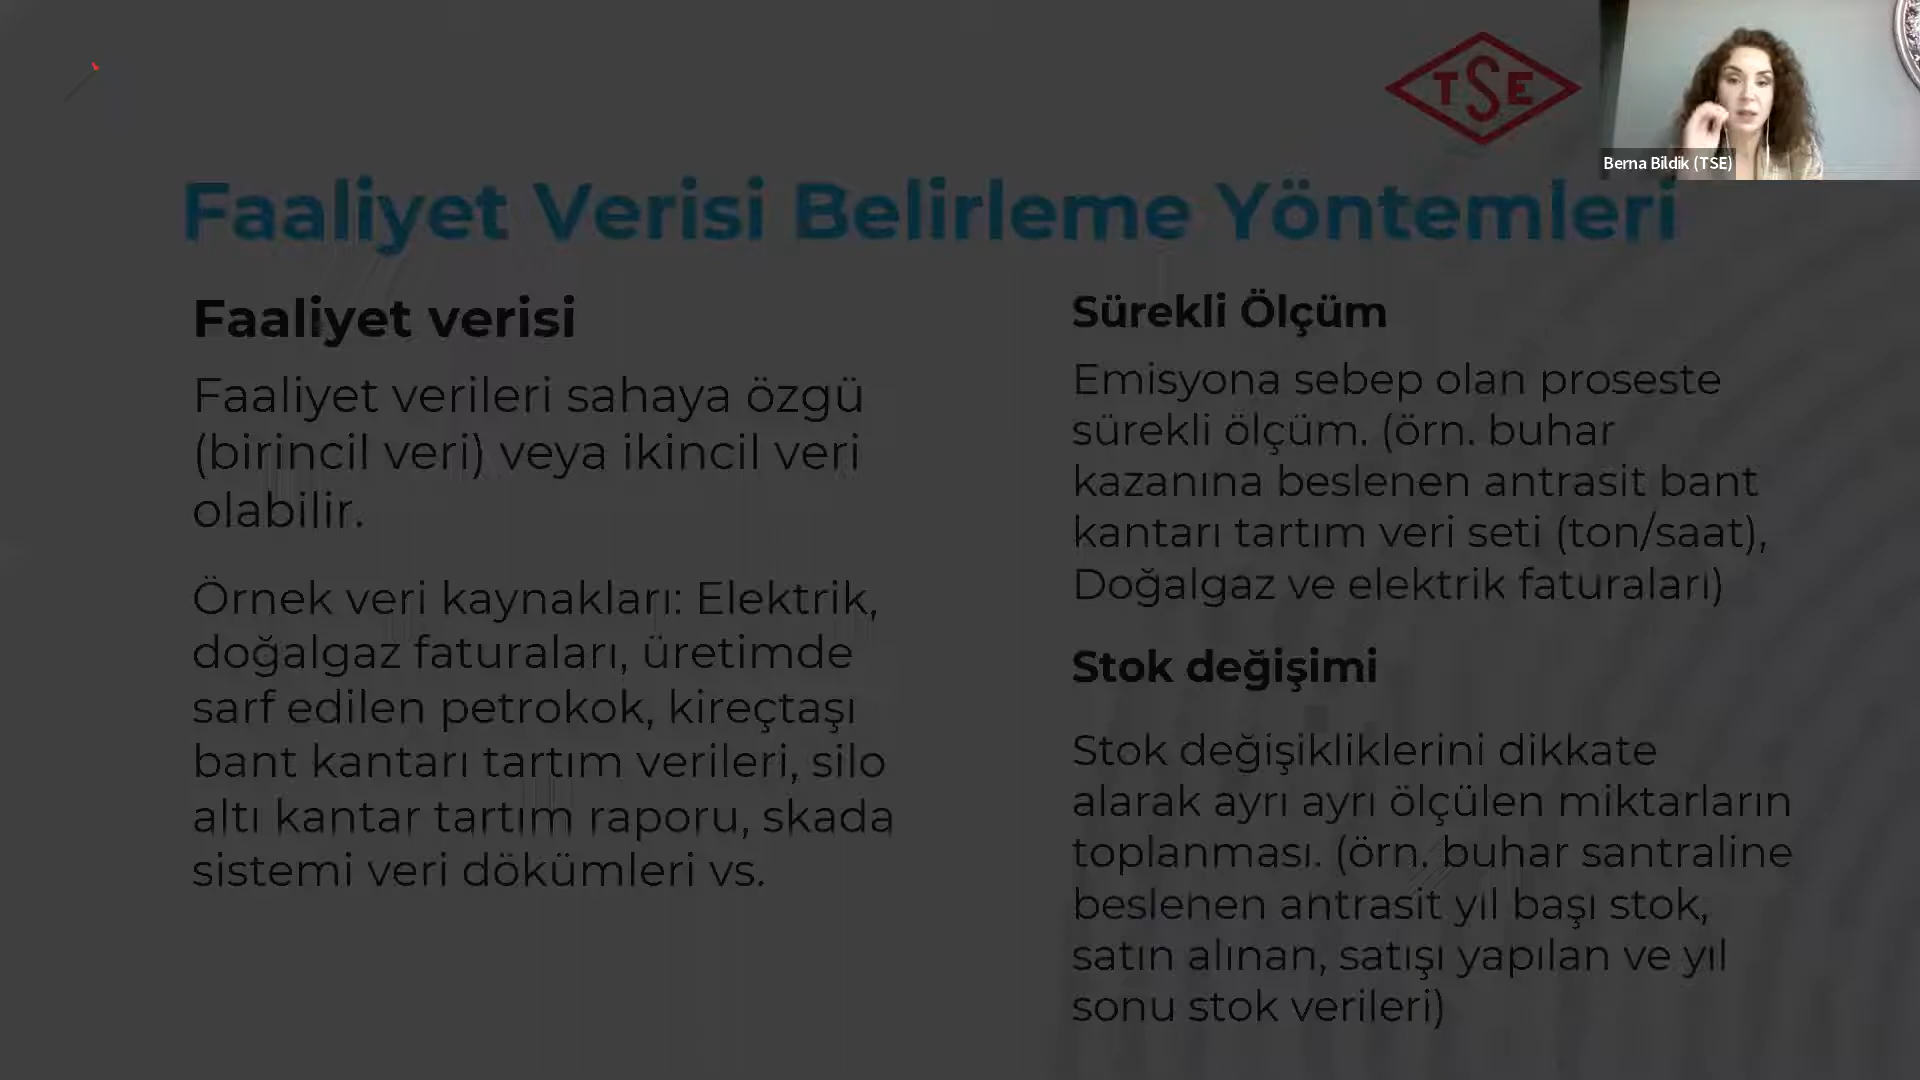 TSE
Berna Bildik (TSE)
Faaliyet Verisi Belirleme Yöntemleri
Faaliyet verisi
Faaliyet verileri sahaya özgü
(birincil veri) veya ikincil veri
olabilir.
Örnek veri kaynakları: Elektrik,
doğalgaz faturaları, üretimde
sarf edilen petrokok, kireçtaşı
bant kantarı tartım verileri, silo
altı kantar tartım raporu, skada
sistemi veri dökümleri vs.
Sürekli Ölçüm
Emisyona sebep olan proseste
sürekli ölçüm. (örn. buhar
kazanına beslenen antrasit bant
kantarı tartım veri seti (ton/saat),
Doğalgaz ve elektrik faturaları)
Stok değişimi
Stok değişikliklerini dikkate
alarak ayrı ayrı ölçülen miktarların
toplanması. (örn. buhar santraline
beslenen antrasit yıl başı stok,
satın alınan, satışı yapılan ve yıl
sonu stok verileri)